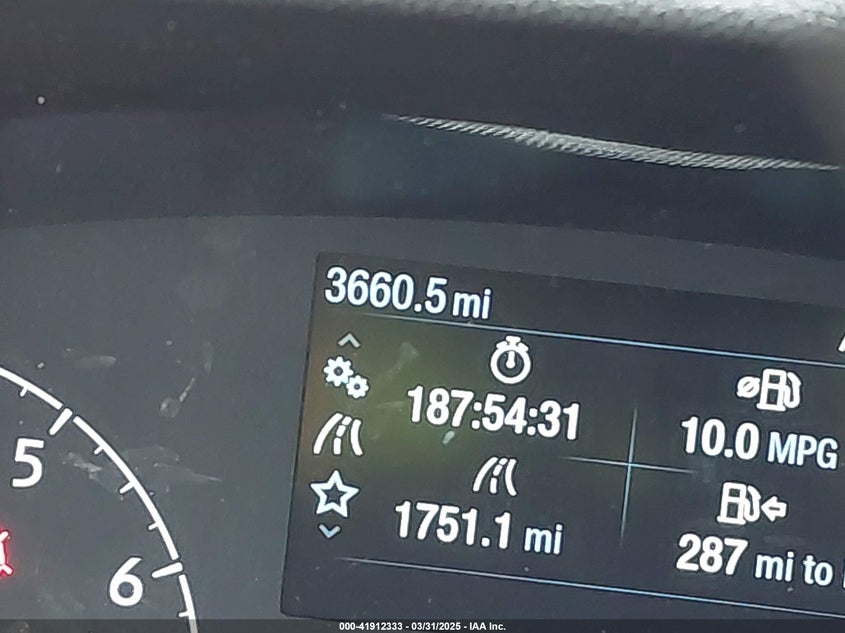 3660.5 mi
187:54:31
10.0 MPG
1751.1 mi
287 mi to
5
6
000-41912333 - 03/31/2025 - IAA Inc.